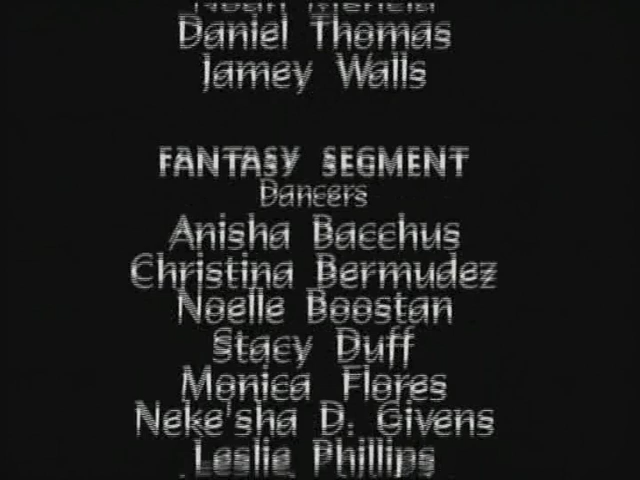 Daniel Thomas
Jamey Walls
FANTASY SEGMENT
Dancers
Anisha Bacchus
Christina Bermudez
Noelle Boostan
Stacy Duff
Monica Flores
Neke'sha D. Givens
Leslie Phillips